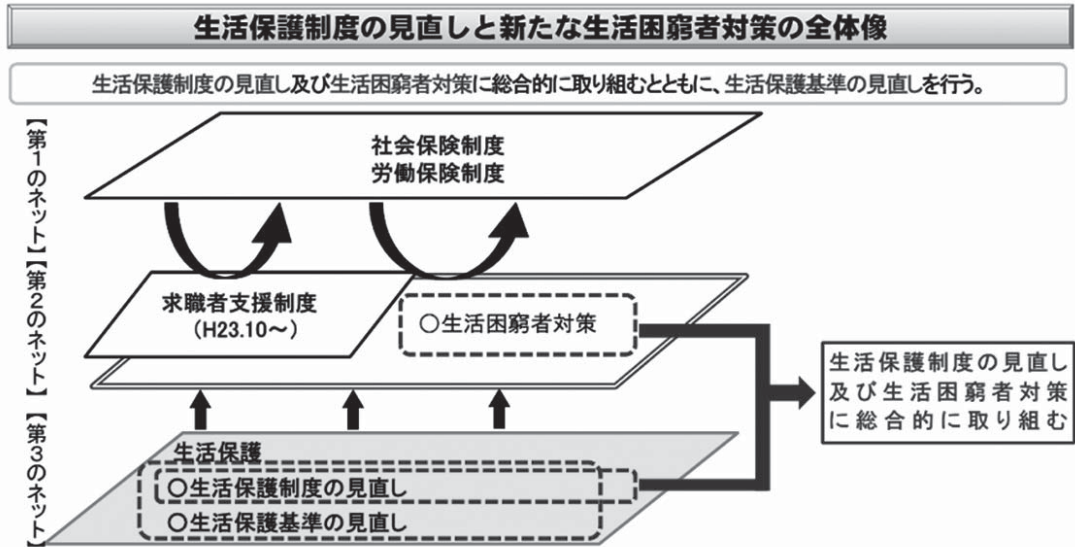 生活保護制度の見直しと新たな生活困窮者対策の全体像
生活保護制度の見直し及び生活困窮者対策に総合的に取り組むとともに、生活保護基準の見直しを行う。
【第1のネット】
社会保険制度
労働保険制度
【第2のネット】
求職者支援制度
(H23.10～)
○生活困窮者対策
生活保護制度の見直し
及び生活困窮者対策
に総合的に取り組む
【第3のネット】
生活保護
○生活保護制度の見直し
○生活保護基準の見直し